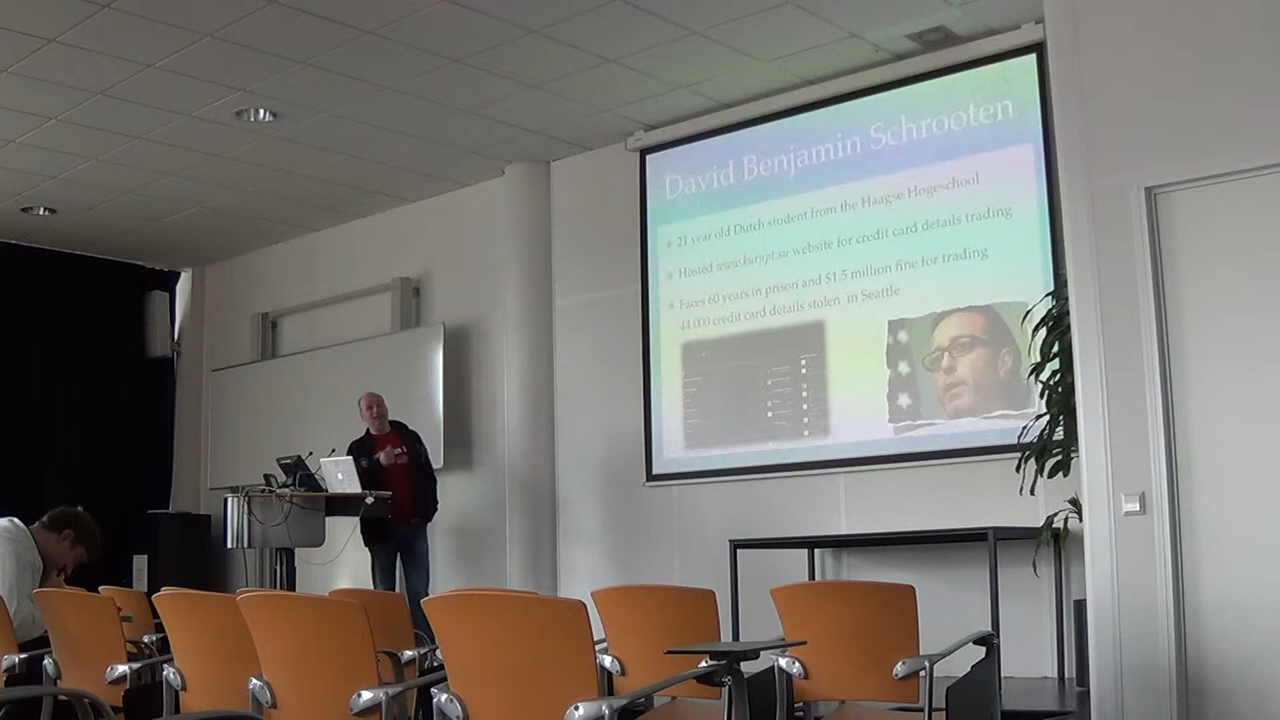 David Benjamin Schrooten
21 year old Dutch student from the Haagse Hogeschool
Hosted www.kurupt.su website for credit card details trading
Faces 60 years in prison and $1.5 million fine for trading
44.000 credit card details stolen in Seattle